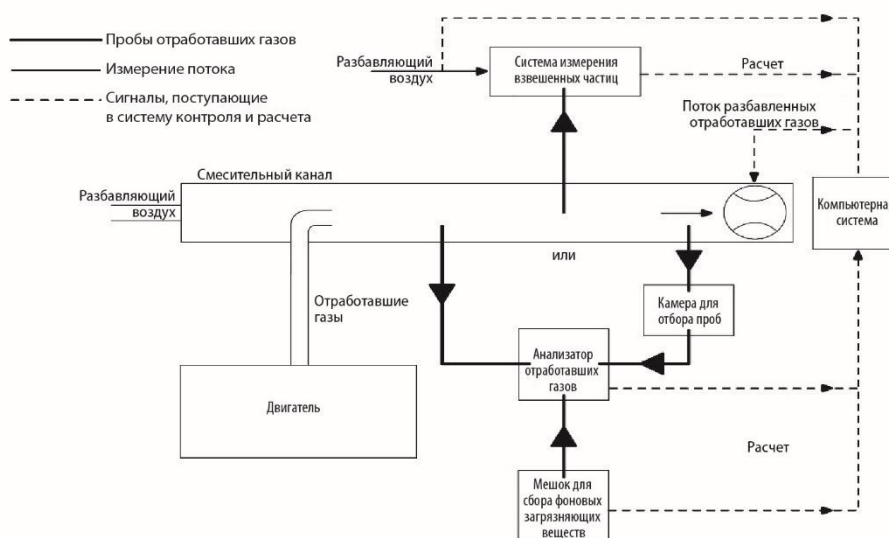 Пробы отработавших газов
Измерение потока
Сигналы, поступающие
в систему контроля и расчета
Разбавляющий
воздух
Система измерения
взвешенных частиц
Расчет
Поток разбавленных
отработавших газов
Смесительный канал
Разбавляющий
воздух
Компьютерная
система
или
Отработавшие
газы
Камера для
отбора проб
Анализатор
отработавших
газов
Двигатель
Расчет
Мешок для
сбора фоновых
загрязняющих
веществ